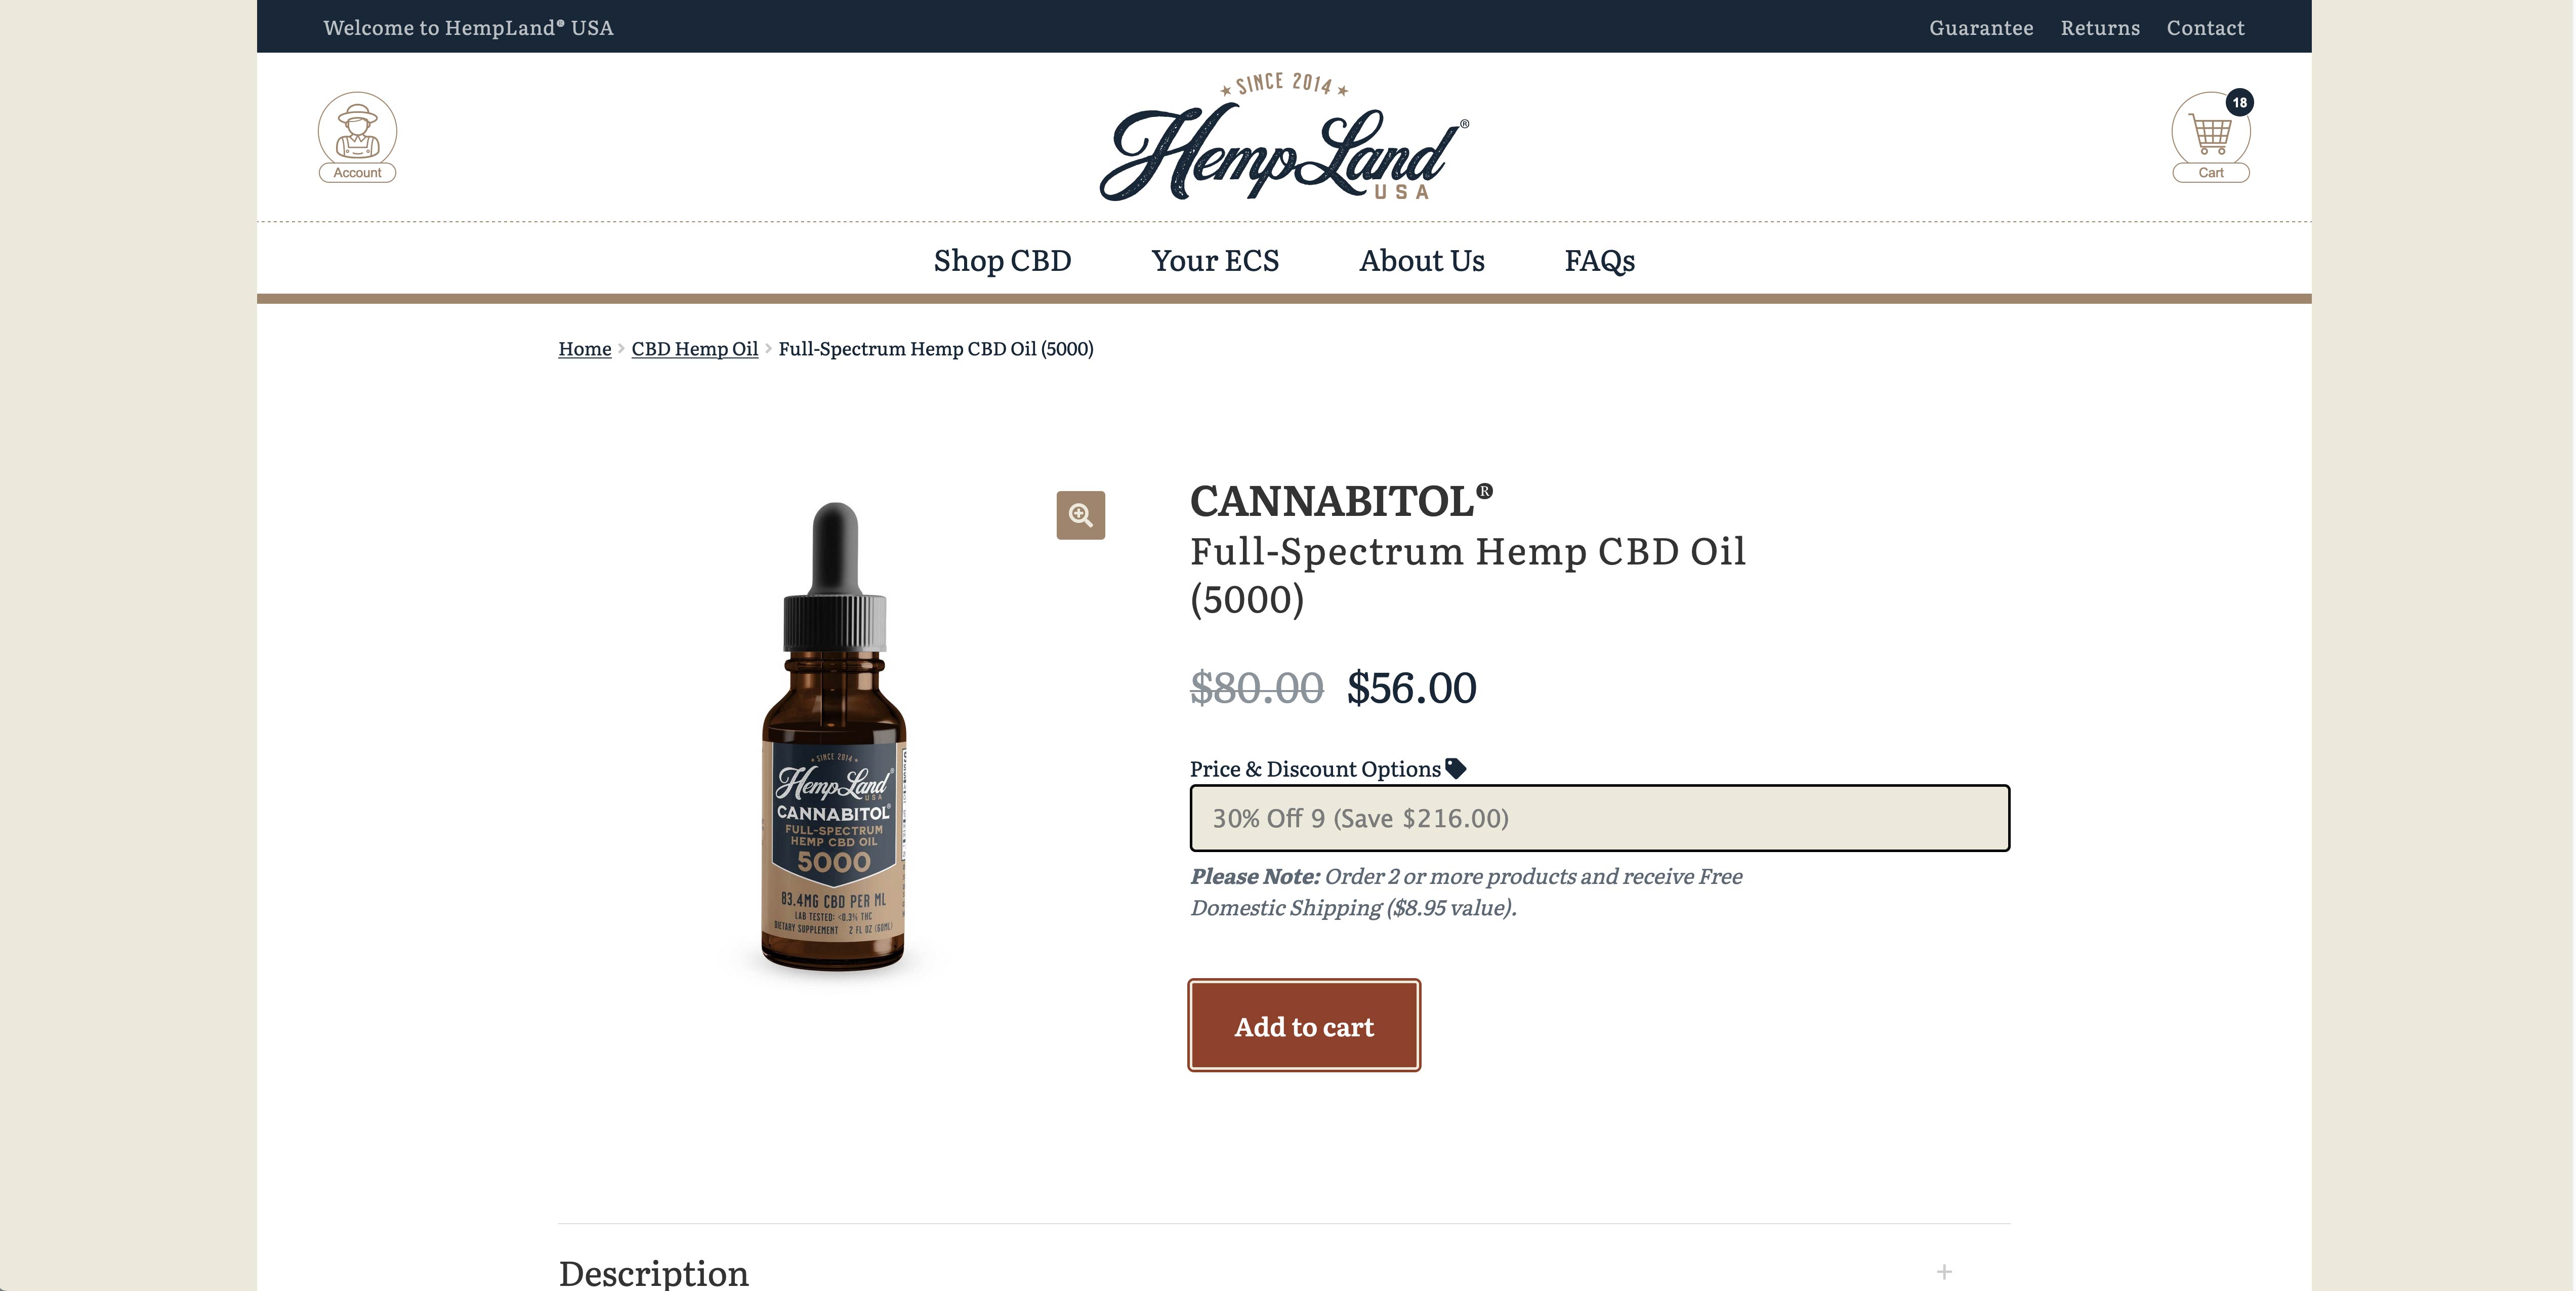 Welcome to HempLand® USA
Guarantee Returns Contact
Account
★ SINCE 2014 ★
HempLand®
USA
18
Cart
Shop CBD Your ECS About Us FAQs
Home > CBD Hemp Oil > Full-Spectrum Hemp CBD Oil (5000)
★ SINCE 2014 ★
HempLand®
USA
CANNABITOL®
FULL-SPECTRUM
HEMP CBD OIL
5000
83.4MG CBD PER ML
LAB TESTED: <0.3% THC
DIETARY SUPPLEMENT 2 FL OZ (60ML)
CANNABITOL®
Full-Spectrum Hemp CBD Oil
(5000)
$80.00 $56.00
Price & Discount Options
30% Off 9 (Save $216.00)
Please Note: Order 2 or more products and receive Free
Domestic Shipping ($8.95 value).
Add to cart
Description +